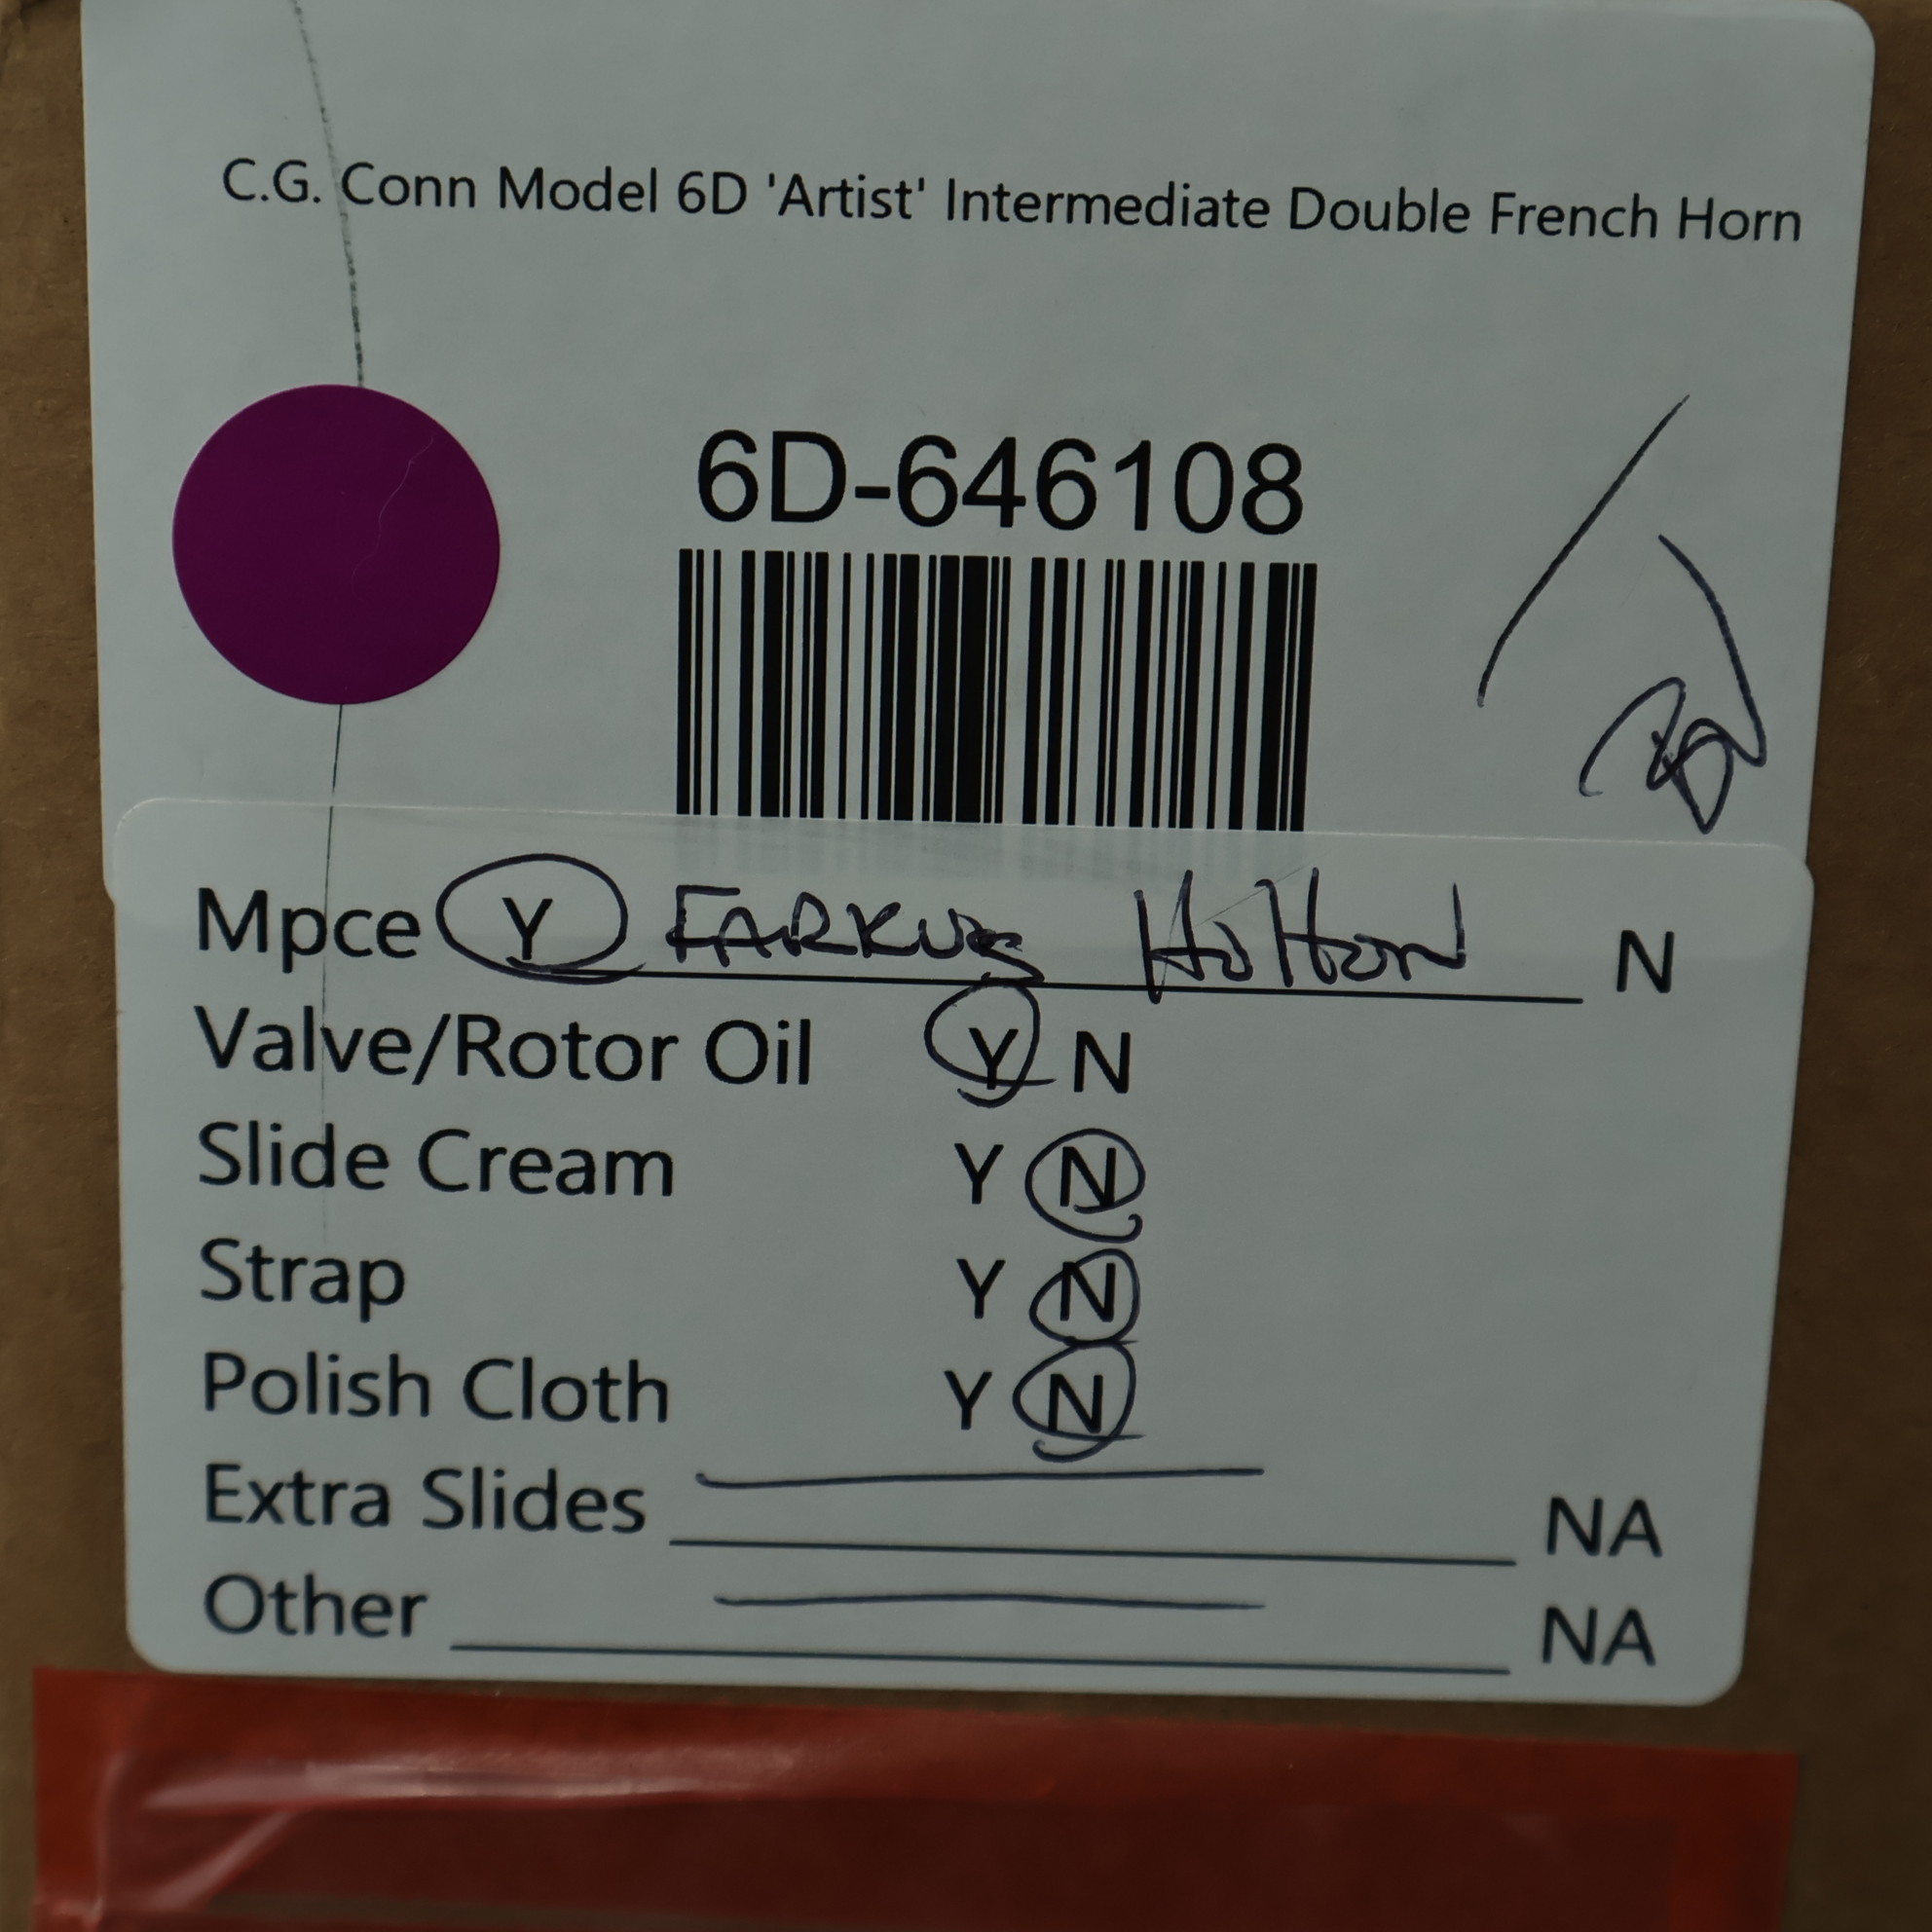 C.G. Conn Model 6D 'Artist' Intermediate Double French Horn
6D-646108
Mpce Y FARKUS Holton N
Valve/Rotor Oil Y N
Slide Cream Y N
Strap Y N
Polish Cloth Y N
Extra Slides NA
Other NA